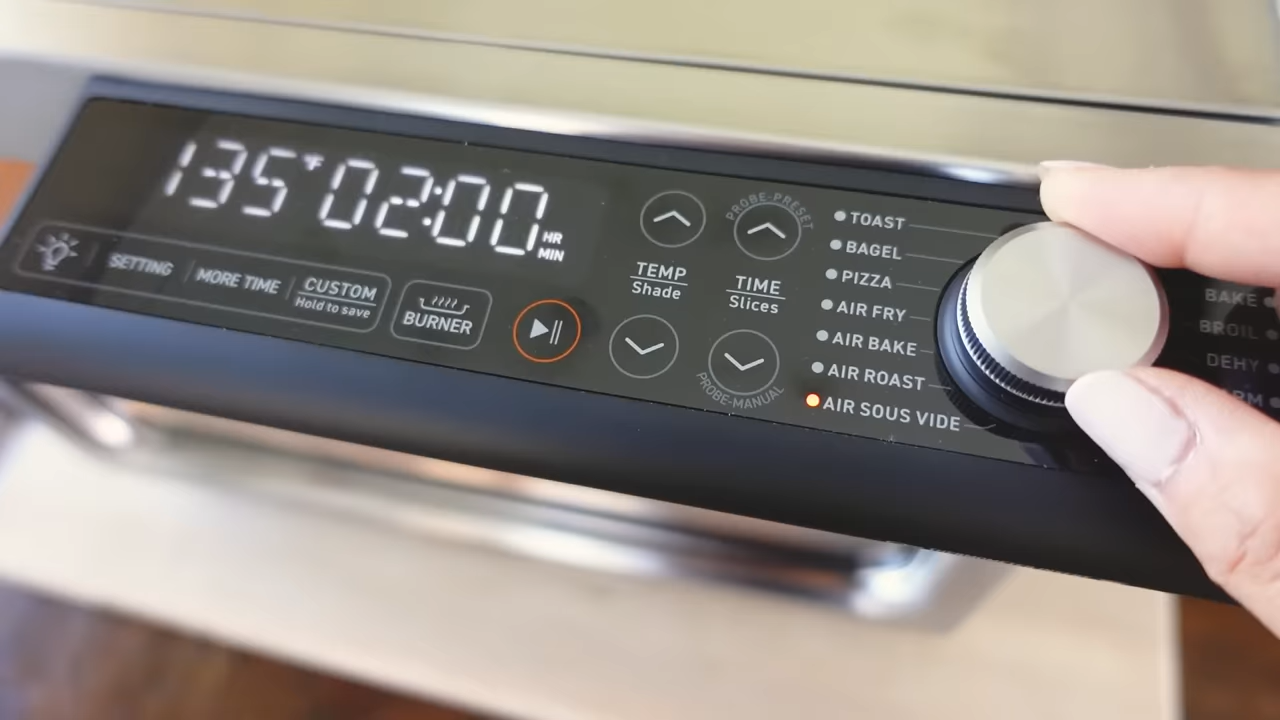 135°F 02:00 HR MIN
SETTING
MORE TIME
CUSTOM
Hold to save
BURNER
TEMP
Shade
PROBE-PRESET
TIME
Slices
PROBE-MANUAL
TOAST
BAGEL
PIZZA
AIR FRY
AIR BAKE
AIR ROAST
AIR SOUS VIDE
BAKE
BROIL
DEHY
RM